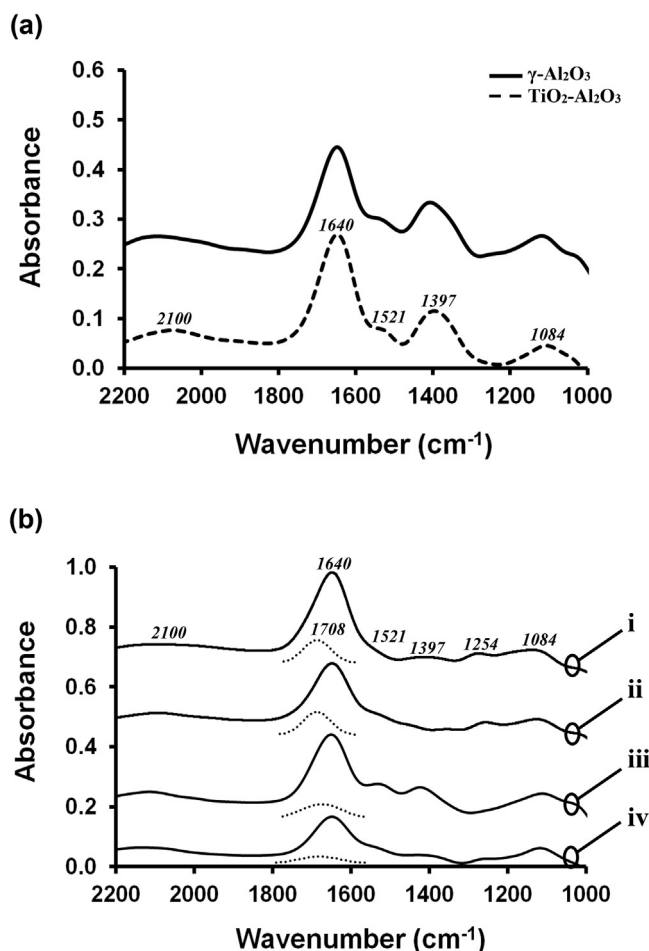 (a)
Absorbance
0.6
0.5
0.4
0.3
0.2
0.1
0.0
γ-Al₂O₃
TiO₂-Al₂O₃
1640
2100
1521
1397
1084
2200 2000 1800 1600 1400 1200 1000
Wavenumber (cm⁻¹)
(b)
Absorbance
1.0
0.8
0.6
0.4
0.2
0.0
1640
2100
1708
1521
1397
1254
1084
i
ii
iii
iv
2200 2000 1800 1600 1400 1200 1000
Wavenumber (cm⁻¹)